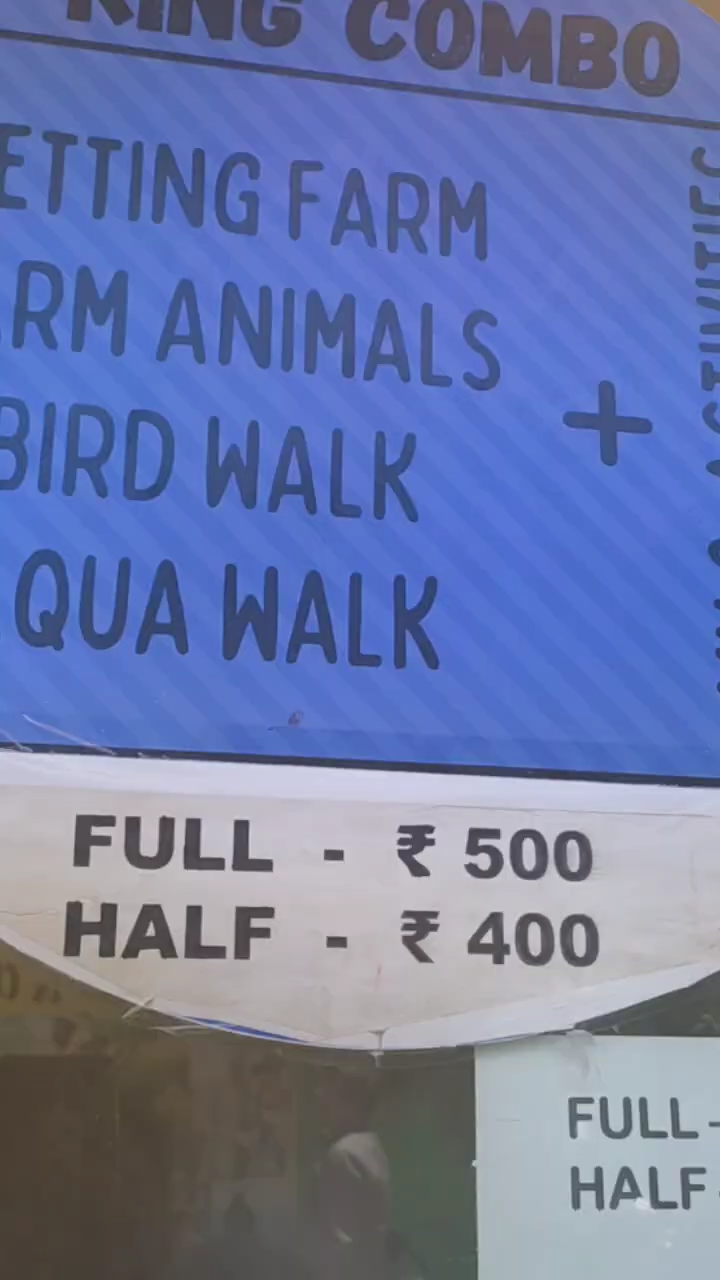 KING COMBO
ETTING FARM
RM ANIMALS
BIRD WALK
QUA WALK
+
FULL - ₹ 500
HALF - ₹ 400
FULL -
HALF